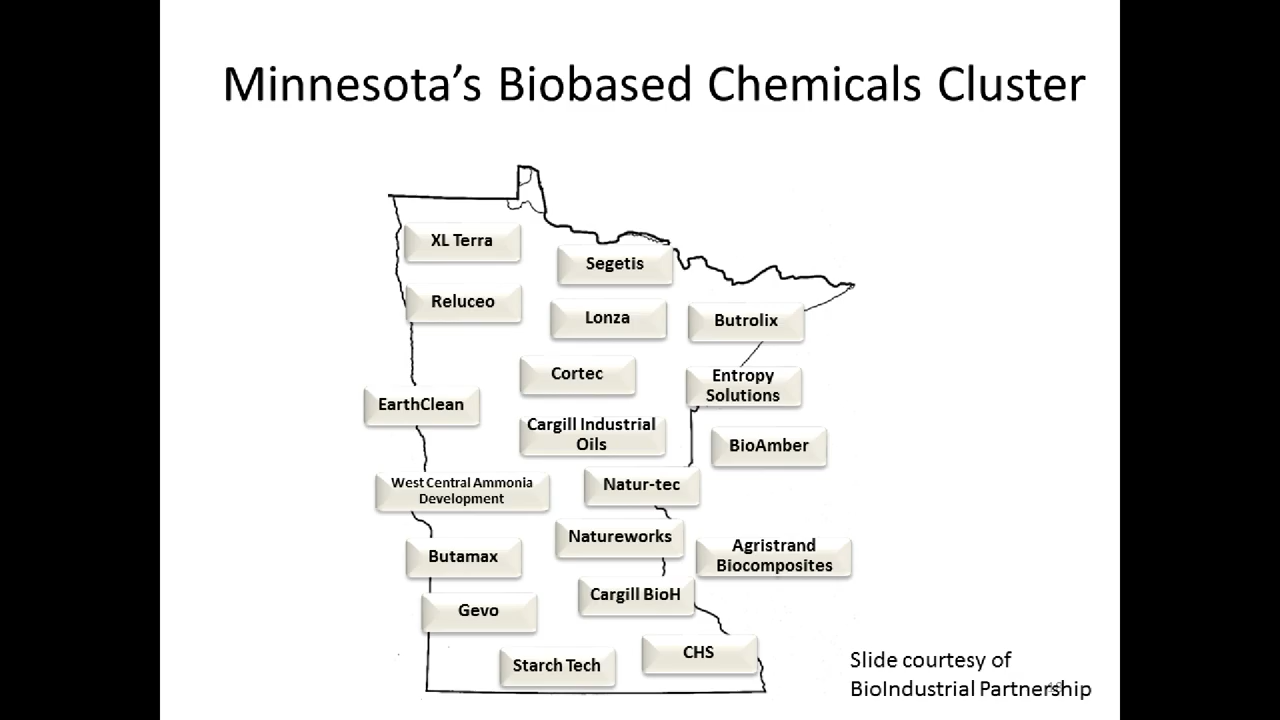 Minnesota's Biobased Chemicals Cluster
XL Terra
Segetis
Reluceo
Lonza
Butrolix
Cortec
Entropy
Solutions
EarthClean
Cargill Industrial
Oils
BioAmber
West Central Ammonia
Development
Natur-tec
Natureworks
Agristrand
Biocomposites
Butamax
Cargill BioH
Gevo
CHS
Starch Tech
Slide courtesy of
BioIndustrial Partnership